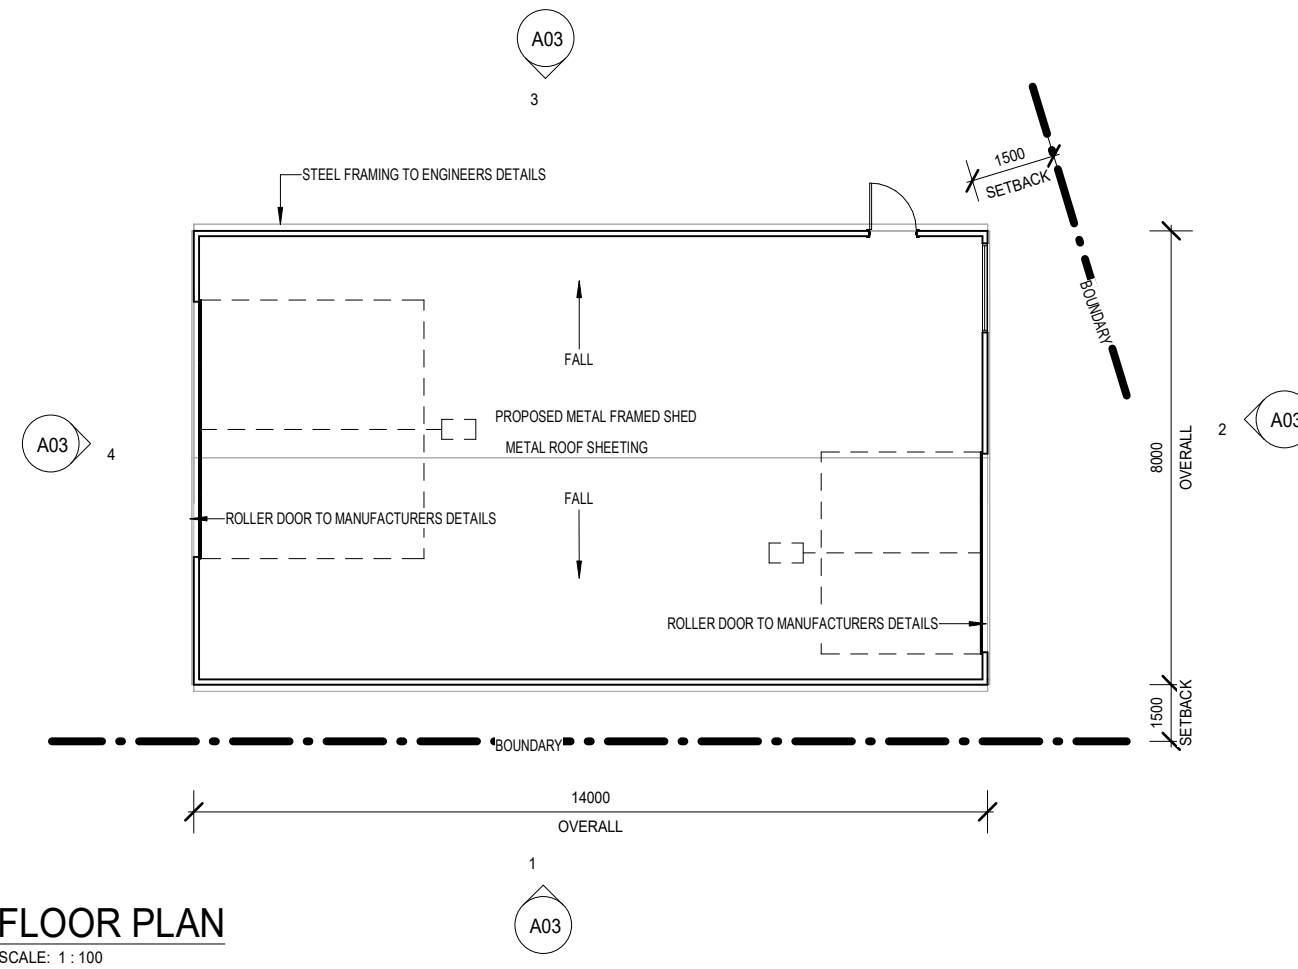 A03
3
STEEL FRAMING TO ENGINEERS DETAILS
1500
SETBACK
BOUNDARY
FALL
PROPOSED METAL FRAMED SHED
METAL ROOF SHEETING
A03
4
2
A03
8000
OVERALL
FALL
ROLLER DOOR TO MANUFACTURERS DETAILS
ROLLER DOOR TO MANUFACTURERS DETAILS
1500
SETBACK
BOUNDARY
14000
OVERALL
1
A03
FLOOR PLAN
SCALE: 1 : 100